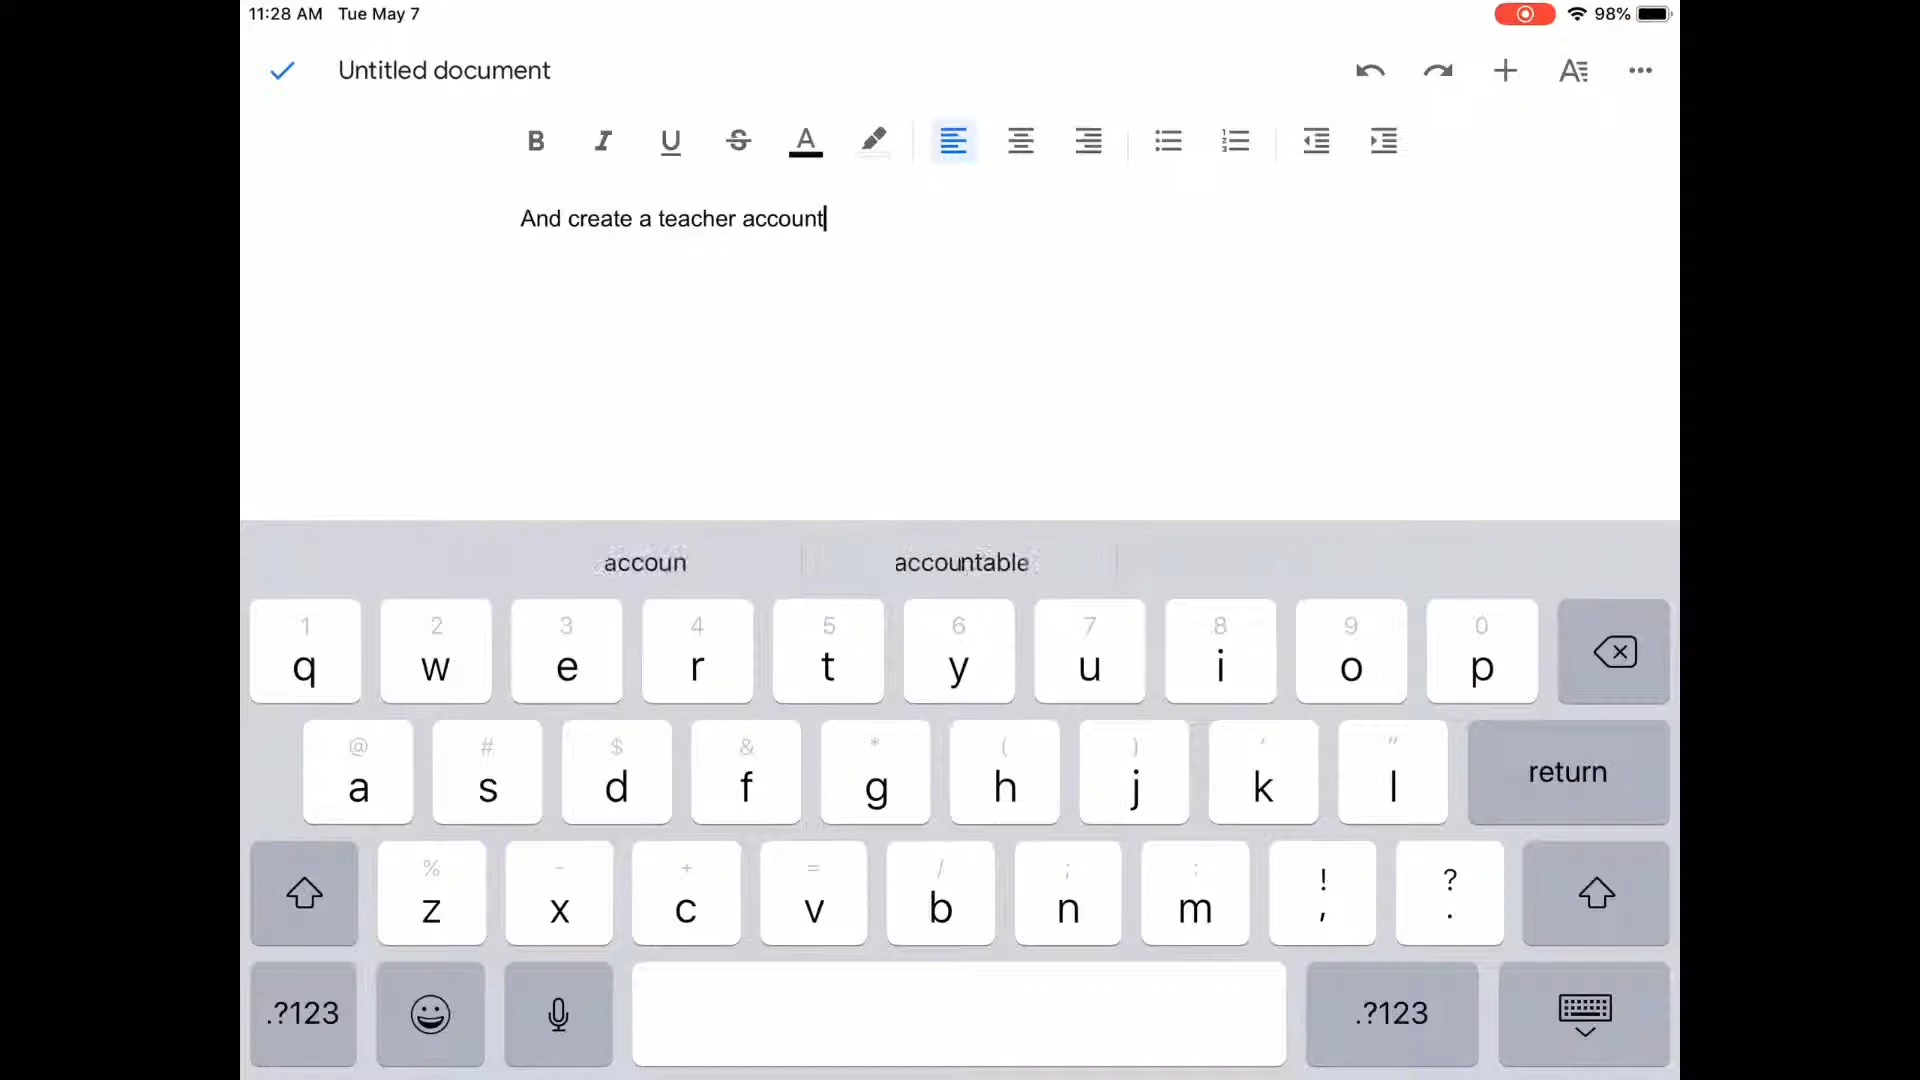 11:28 AM Tue May 7 98%
Untitled document
B I U S A
And create a teacher account
accoun accountable
1 2 3 4 5 6 7 8 9 0
q w e r t y u i o p
@ # $ & * ( ) ' "
a s d f g h j k l return
% - + = / ; : ! ?
z x c v b n m , .
.?123 .?123